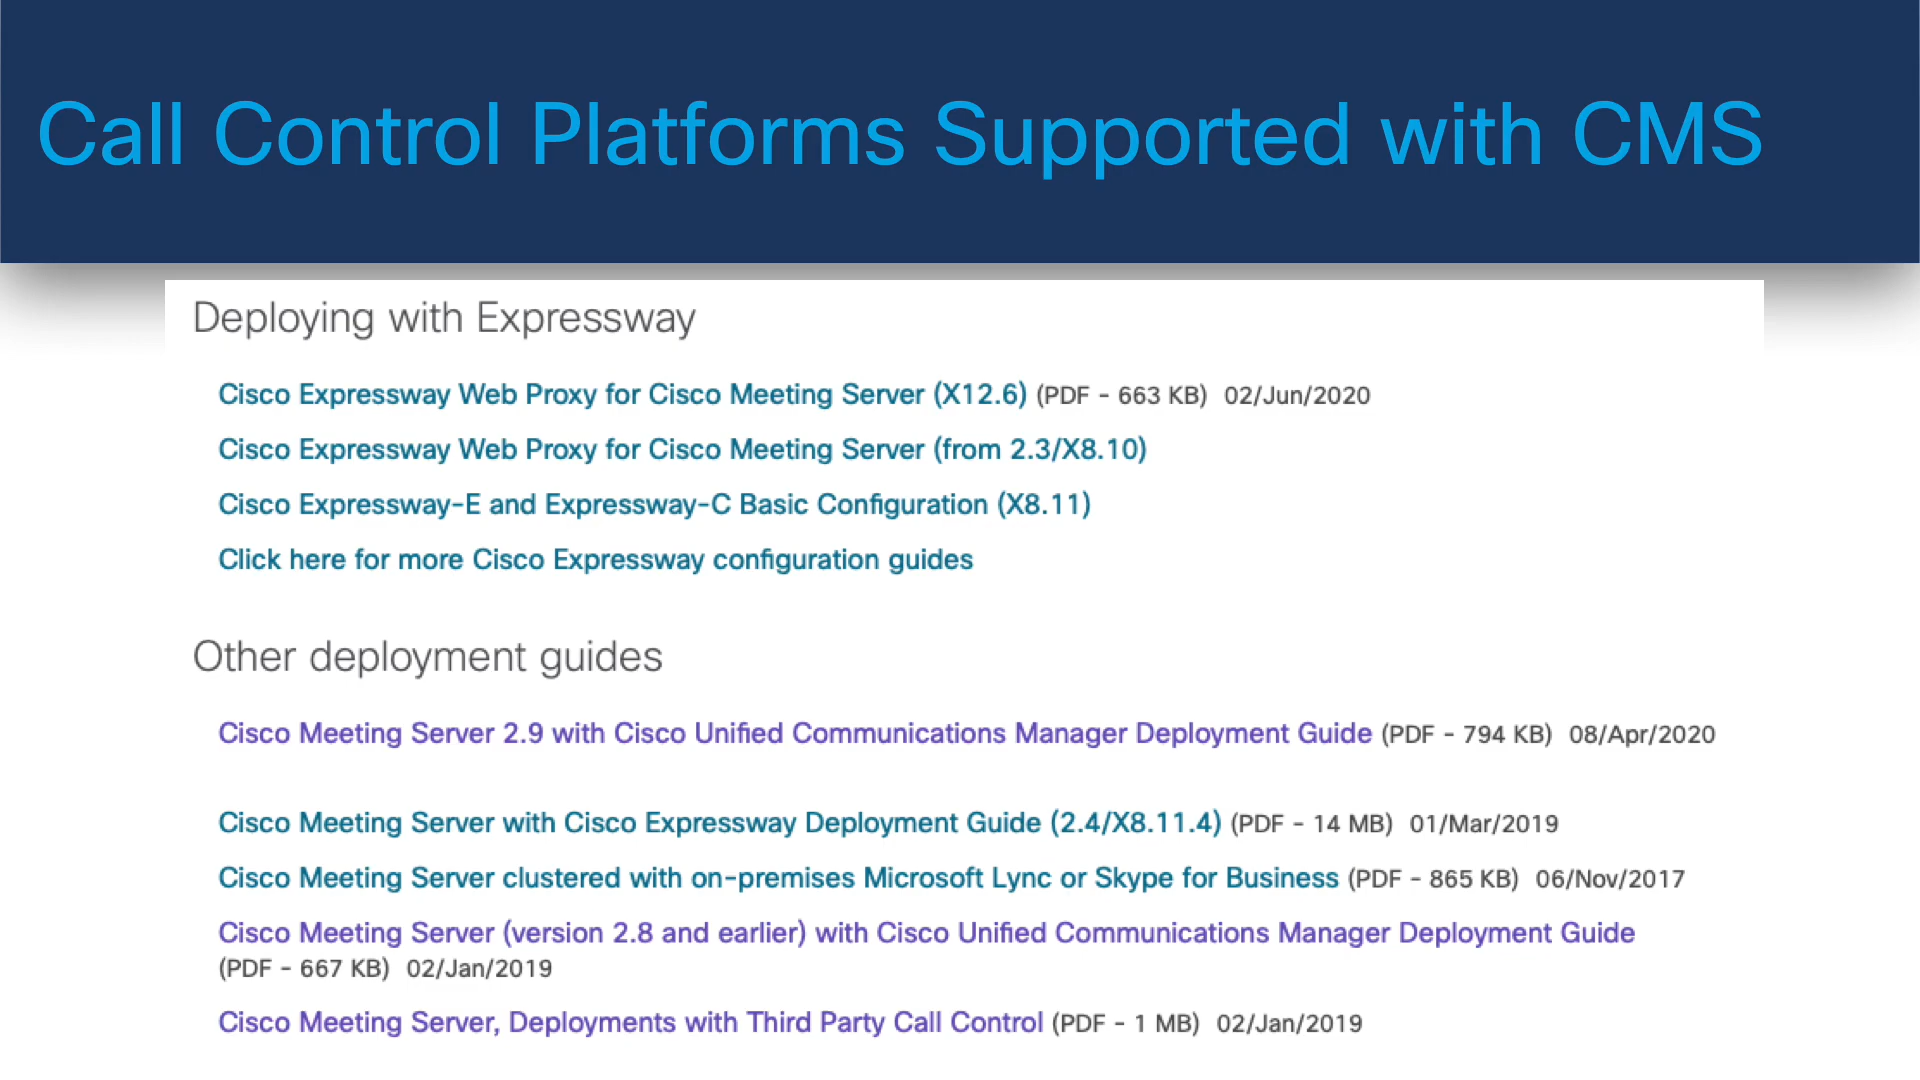 Call Control Platforms Supported with CMS
Deploying with Expressway
Cisco Expressway Web Proxy for Cisco Meeting Server (X12.6) (PDF - 663 KB) 02/Jun/2020
Cisco Expressway Web Proxy for Cisco Meeting Server (from 2.3/X8.10)
Cisco Expressway-E and Expressway-C Basic Configuration (X8.11)
Click here for more Cisco Expressway configuration guides
Other deployment guides
Cisco Meeting Server 2.9 with Cisco Unified Communications Manager Deployment Guide (PDF - 794 KB) 08/Apr/2020
Cisco Meeting Server with Cisco Expressway Deployment Guide (2.4/X8.11.4) (PDF - 14 MB) 01/Mar/2019
Cisco Meeting Server clustered with on-premises Microsoft Lync or Skype for Business (PDF - 865 KB) 06/Nov/2017
Cisco Meeting Server (version 2.8 and earlier) with Cisco Unified Communications Manager Deployment Guide
(PDF - 667 KB) 02/Jan/2019
Cisco Meeting Server, Deployments with Third Party Call Control (PDF - 1 MB) 02/Jan/2019